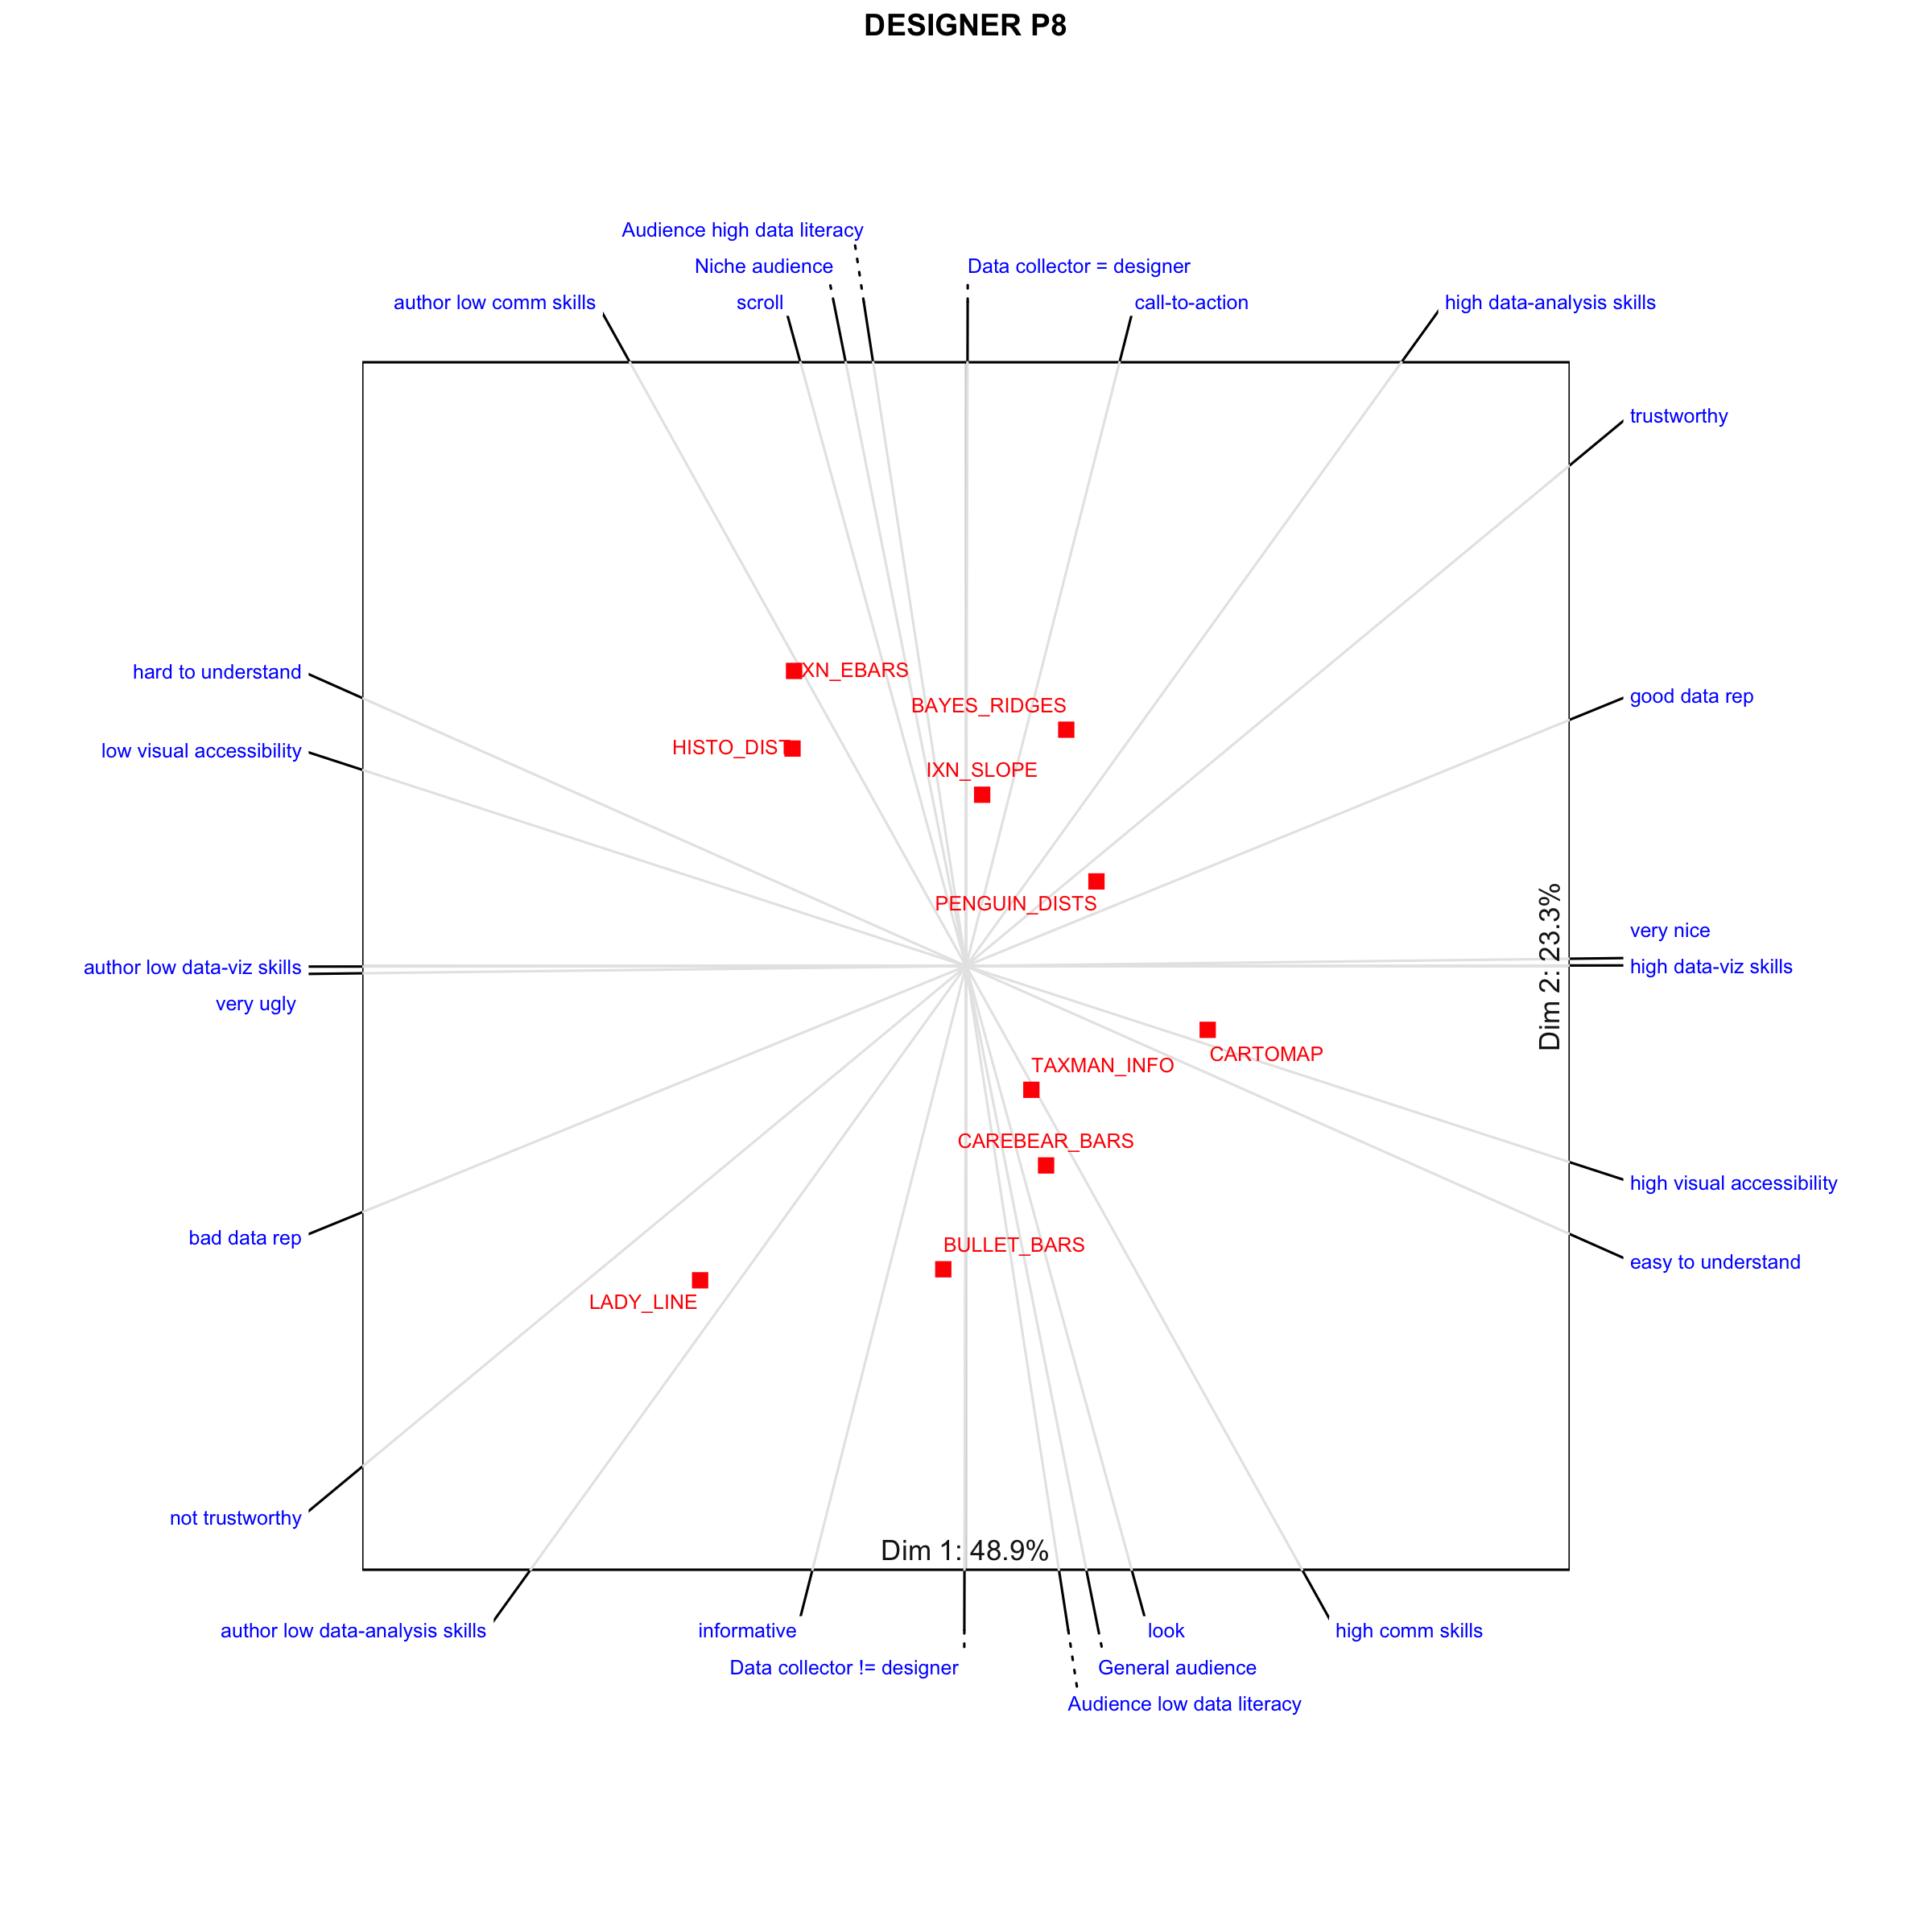 DESIGNER P8
Audience high data literacy
Niche audience
Data collector = designer
author low comm skills
scroll
call-to-action
high data-analysis skills
trustworthy
hard to understand
XN_EBARS
good data rep
BAYES_RIDGES
low visual accessibility
HISTO_DIST
IXN_SLOPE
PENGUIN_DISTS
very nice
author low data-viz skills
high data-viz skills
Dim 2: 23.3%
very ugly
CARTOMAP
TAXMAN_INFO
CAREBEAR_BARS
high visual accessibility
bad data rep
BULLET_BARS
easy to understand
LADY_LINE
not trustworthy
Dim 1: 48.9%
author low data-analysis skills
informative
look
high comm skills
Data collector != designer
General audience
Audience low data literacy